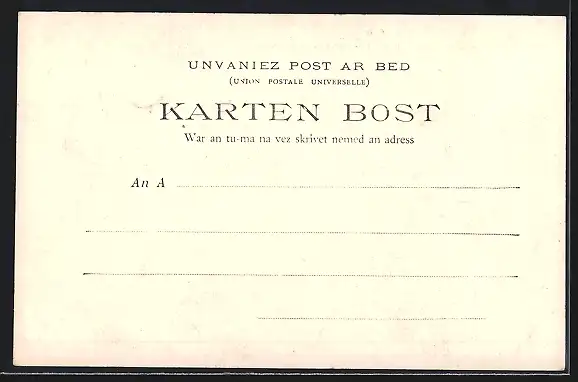 UNVANIEZ POST AR BED
(UNION POSTALE UNIVERSELLE)
KARTEN BOST
War an tu-ma na vez skrivet nemed an adress
An A